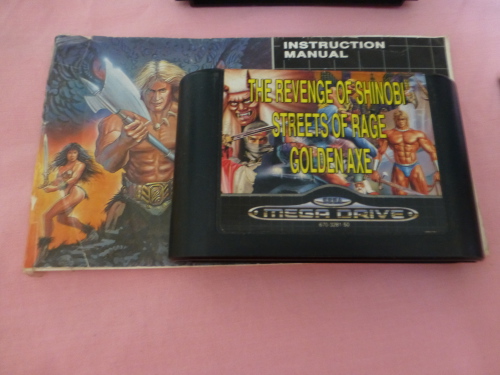 INSTRUCTION
MANUAL
THE REVENGE OF SHINOBI
STREETS OF RAGE
GOLDEN AXE
SEGA
MEGA DRIVE